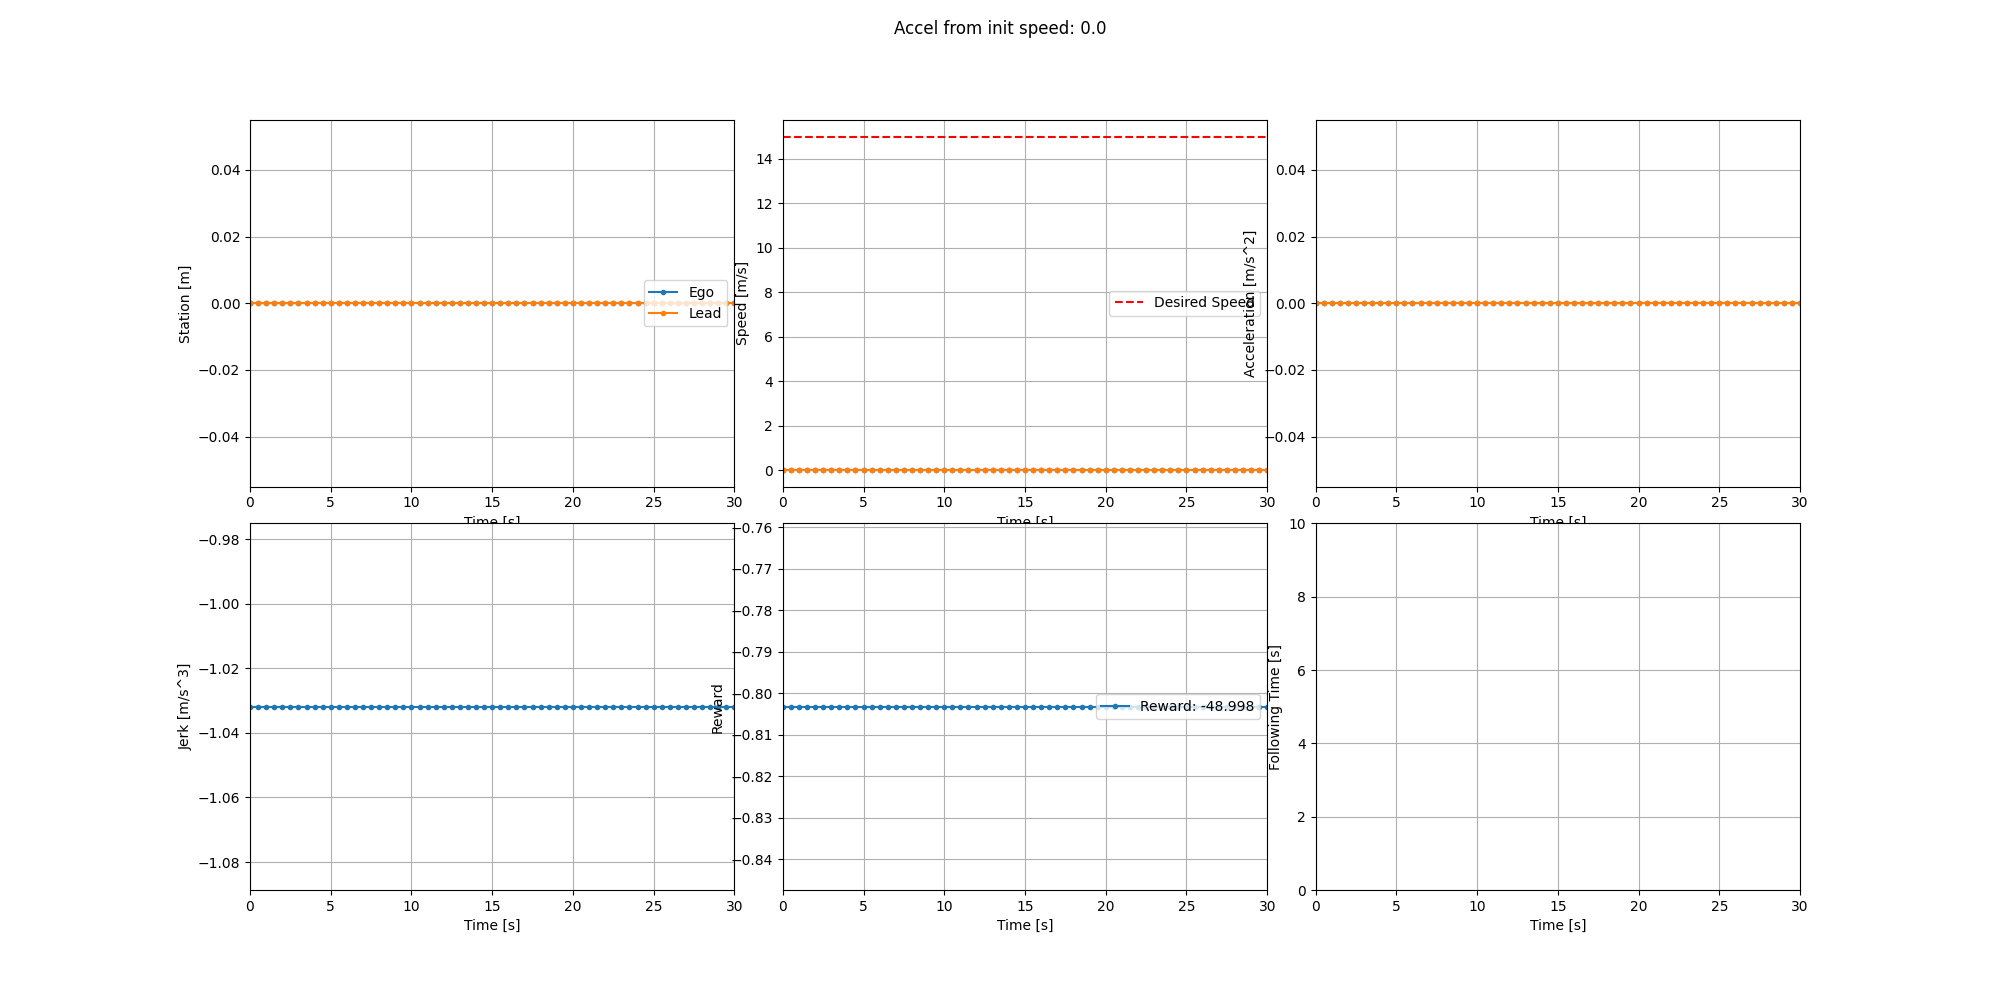 Accel from init speed: 0.0
Station [m]
0.04
0.02
0.00
−0.02
−0.04
0 5 10 15 20 25 30
Time [s]
Ego
Lead
Speed [m/s]
14
12
10
8
6
4
2
0
0 5 10 15 20 25 30
Time [s]
Desired Speed
Acceleration [m/s^2]
0.04
0.02
0.00
−0.02
−0.04
0 5 10 15 20 25 30
Time [s]
Jerk [m/s^3]
−0.98
−1.00
−1.02
−1.04
−1.06
−1.08
0 5 10 15 20 25 30
Time [s]
Reward
−0.76
−0.77
−0.78
−0.79
−0.80
−0.81
−0.82
−0.83
−0.84
0 5 10 15 20 25 30
Time [s]
Reward: -48.998
Following Time [s]
10
8
6
4
2
0
0 5 10 15 20 25 30
Time [s]